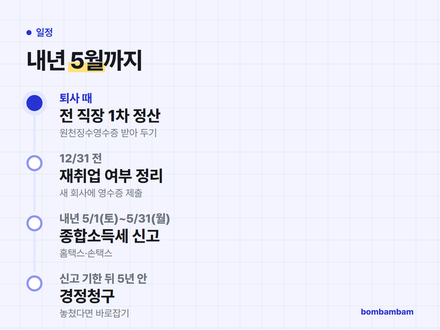 일정
내년 5월까지
퇴사 때
전 직장 1차 정산
원천징수영수증 받아 두기
12/31 전
재취업 여부 정리
새 회사에 영수증 제출
내년 5/1(토)~5/31(월)
종합소득세 신고
홈택스·손택스
신고 기한 뒤 5년 안
경정청구
놓쳤다면 바로잡기
bombambam